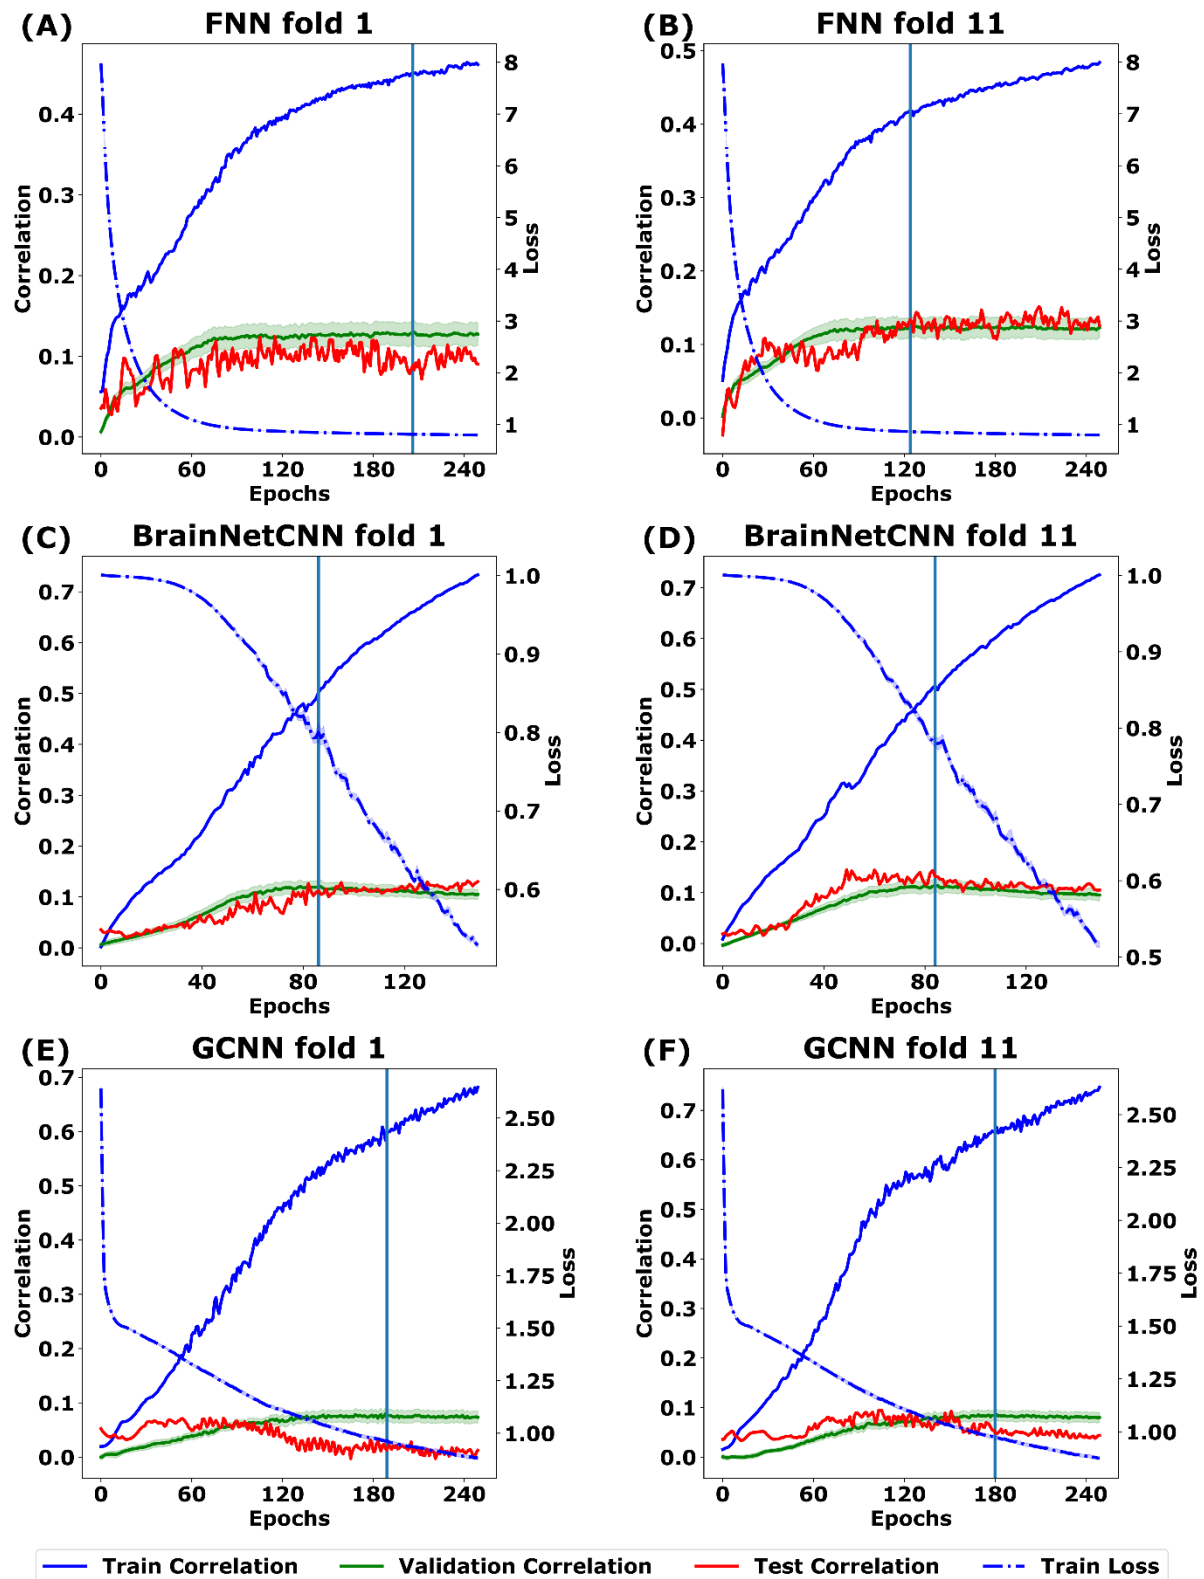 (A) FNN fold 1
0.4
0.3
0.2
0.1
0.0
Correlation
8
7
6
5
4
3
2
1
Loss
0 60 120 180 240
Epochs
(B) FNN fold 11
0.5
0.4
0.3
0.2
0.1
0.0
Correlation
8
7
6
5
4
3
2
1
Loss
0 60 120 180 240
Epochs
(C) BrainNetCNN fold 1
0.7
0.6
0.5
0.4
0.3
0.2
0.1
0.0
Correlation
1.0
0.9
0.8
0.7
0.6
Loss
0 40 80 120
Epochs
(D) BrainNetCNN fold 11
0.7
0.6
0.5
0.4
0.3
0.2
0.1
0.0
Correlation
1.0
0.9
0.8
0.7
0.6
0.5
Loss
0 40 80 120
Epochs
(E) GCNN fold 1
0.7
0.6
0.5
0.4
0.3
0.2
0.1
0.0
Correlation
2.50
2.25
2.00
1.75
1.50
1.25
1.00
Loss
0 60 120 180 240
Epochs
(F) GCNN fold 11
0.7
0.6
0.5
0.4
0.3
0.2
0.1
0.0
Correlation
2.50
2.25
2.00
1.75
1.50
1.25
1.00
Loss
0 60 120 180 240
Epochs
Train Correlation Validation Correlation Test Correlation Train Loss